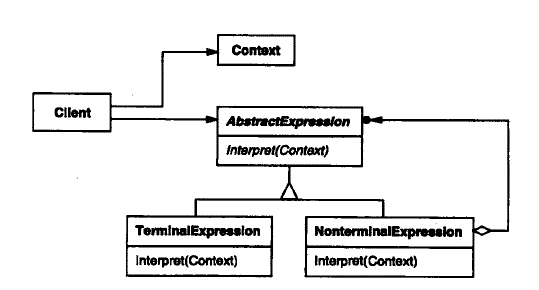 Context
Client
AbstractExpression
Interpret(Context)
TerminalExpression
Interpret(Context)
NonterminalExpression
Interpret(Context)